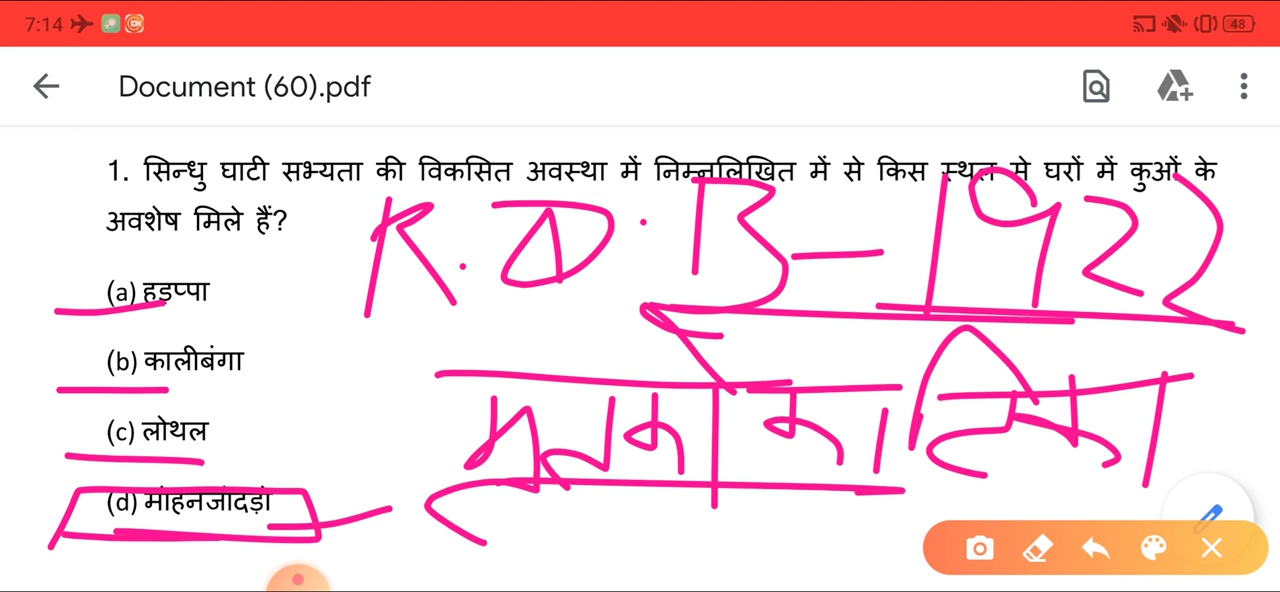 7:14
48
Document (60).pdf
1. सिन्धु घाटी सभ्यता की विकसित अवस्था में निम्नलिखित में से किस स्थल से घरों में कुओं के
अवशेष मिले हैं?
R.D.B-1922
(a) हड़प्पा
(b) कालीबंगा
का
(c) लोथल
(d) मोहनजोदड़ो